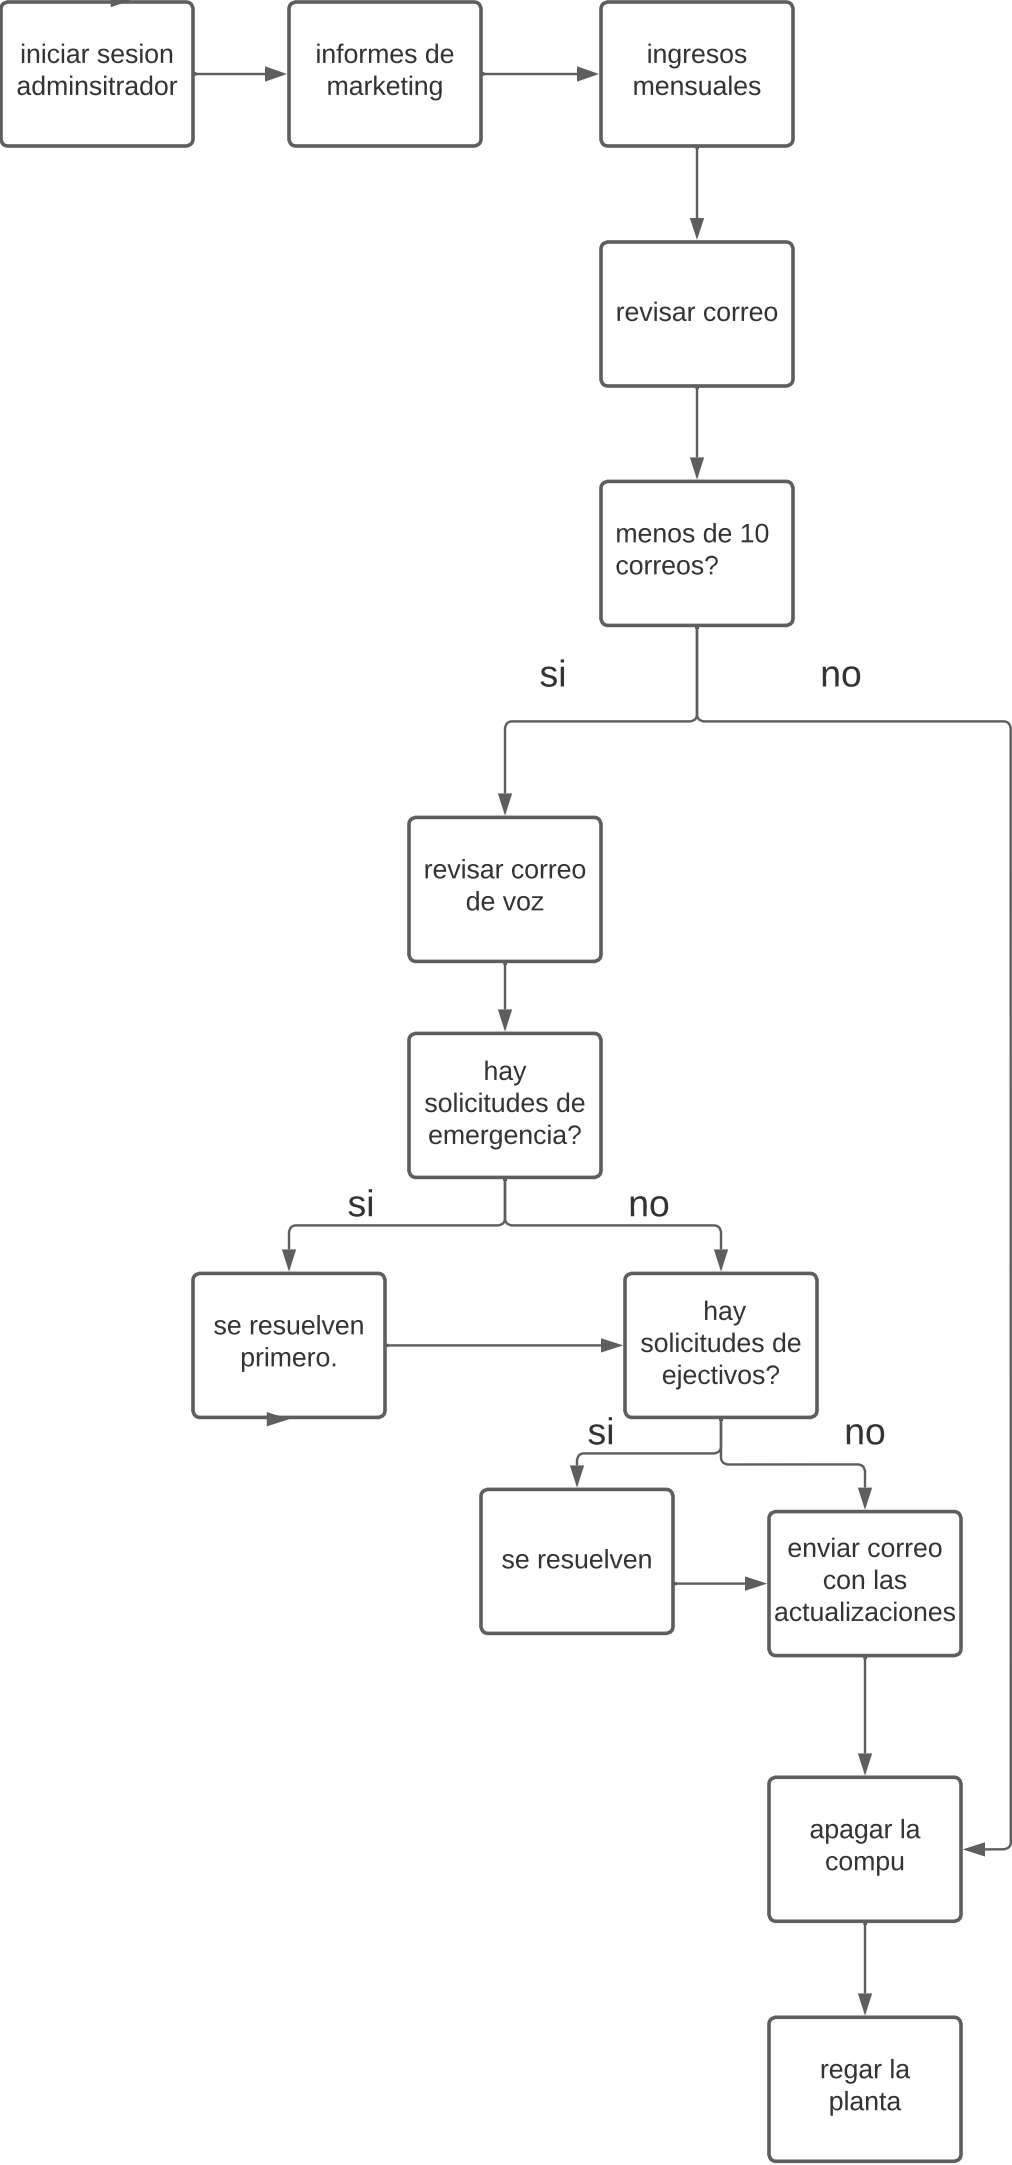 iniciar sesion
adminsitrador
informes de
marketing
ingresos
mensuales
revisar correo
menos de 10
correos?
si
no
revisar correo
de voz
hay
solicitudes de
emergencia?
si
no
se resuelven
primero.
hay
solicitudes de
ejectivos?
si
no
se resuelven
enviar correo
con las
actualizaciones
apagar la
compu
regar la
planta